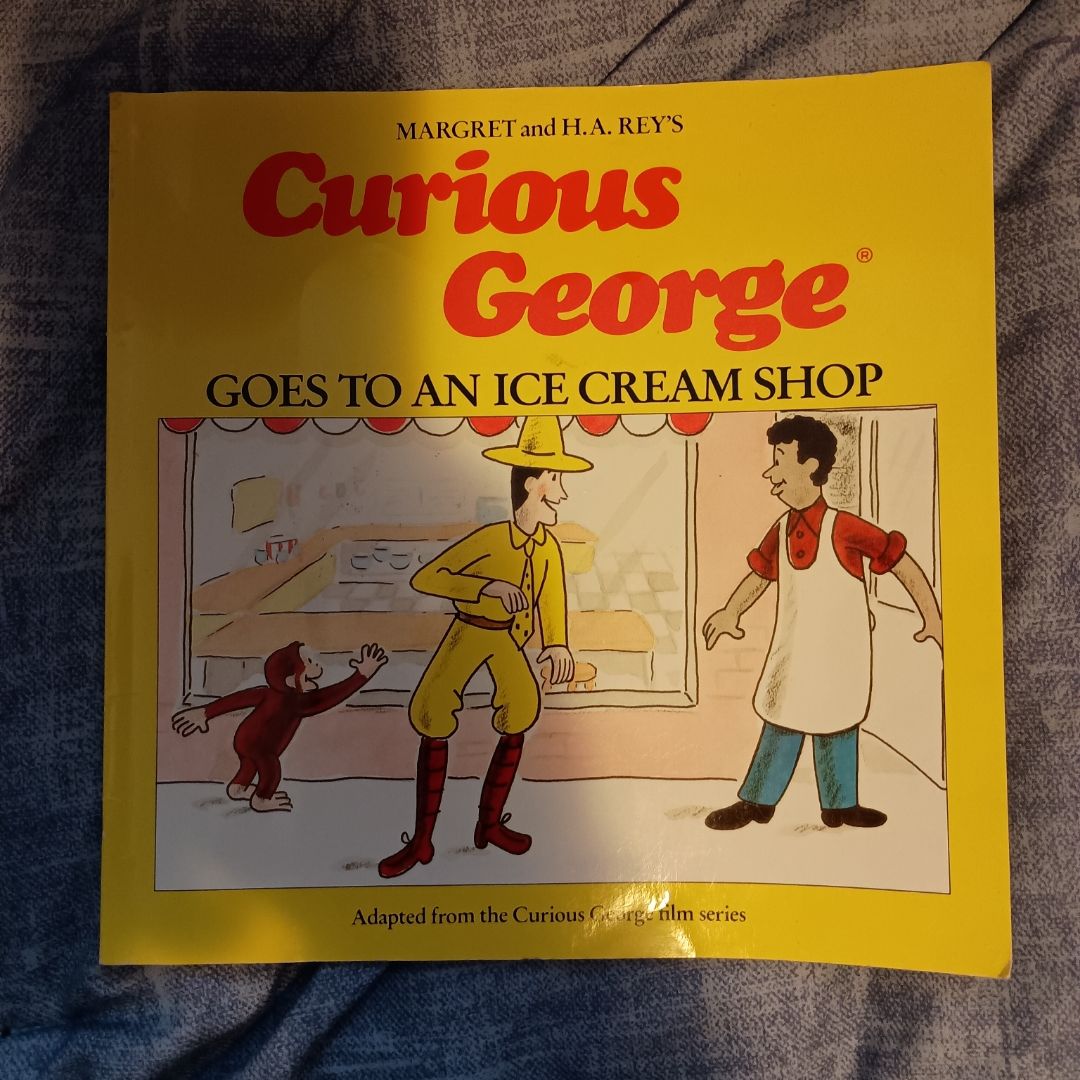 MARGRET and H.A. REY'S
Curious
George®
GOES TO AN ICE CREAM SHOP
Adapted from the Curious George film series